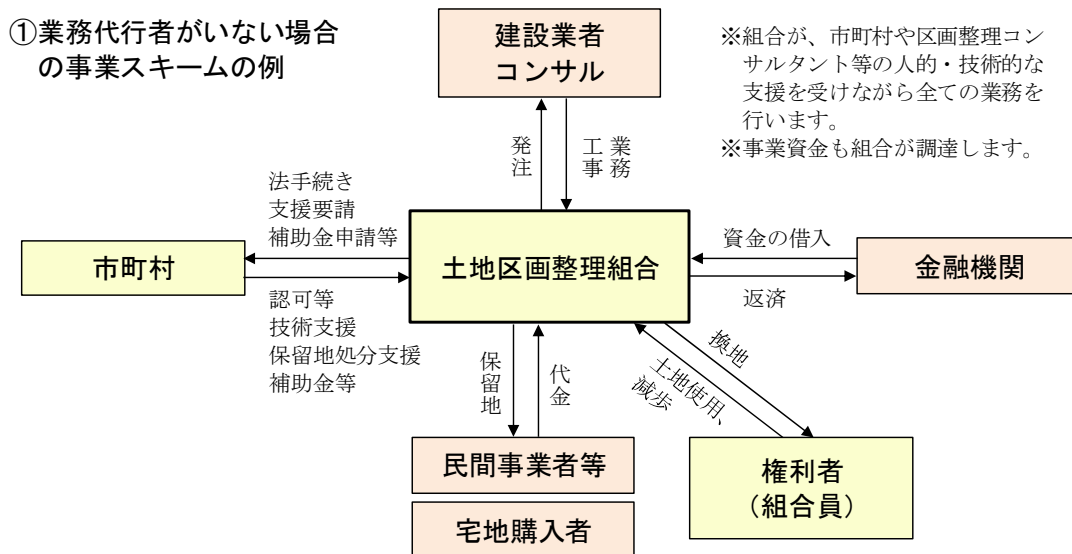 ①業務代行者がいない場合
の事業スキームの例
建設業者
コンサル
※組合が、市町村や区画整理コン
サルタント等の人的・技術的な
支援を受けながら全ての業務を
行います。
※事業資金も組合が調達します。
発注
業務
工事
法手続き
支援要請
補助金申請等
市町村
土地区画整理組合
資金の借入
金融機関
返済
認可等
技術支援
保留地処分支援
補助金等
保留地
代金
換地
土地使用、
減歩
民間事業者等
宅地購入者
権利者
（組合員）